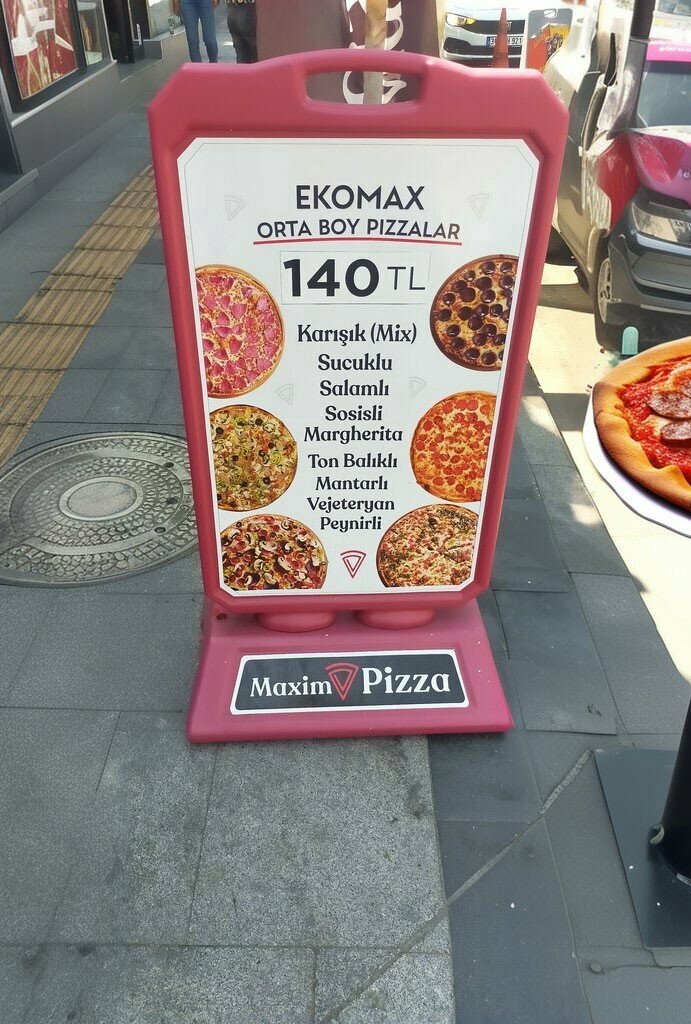 EKOMAX
ORTA BOY PIZZALAR
140 TL
Karışık (Mix)
Sucuklu
Salamlı
Sosisli
Margherita
Ton Balıklı
Mantarlı
Vejeteryan
Peynirli
Maxim Pizza